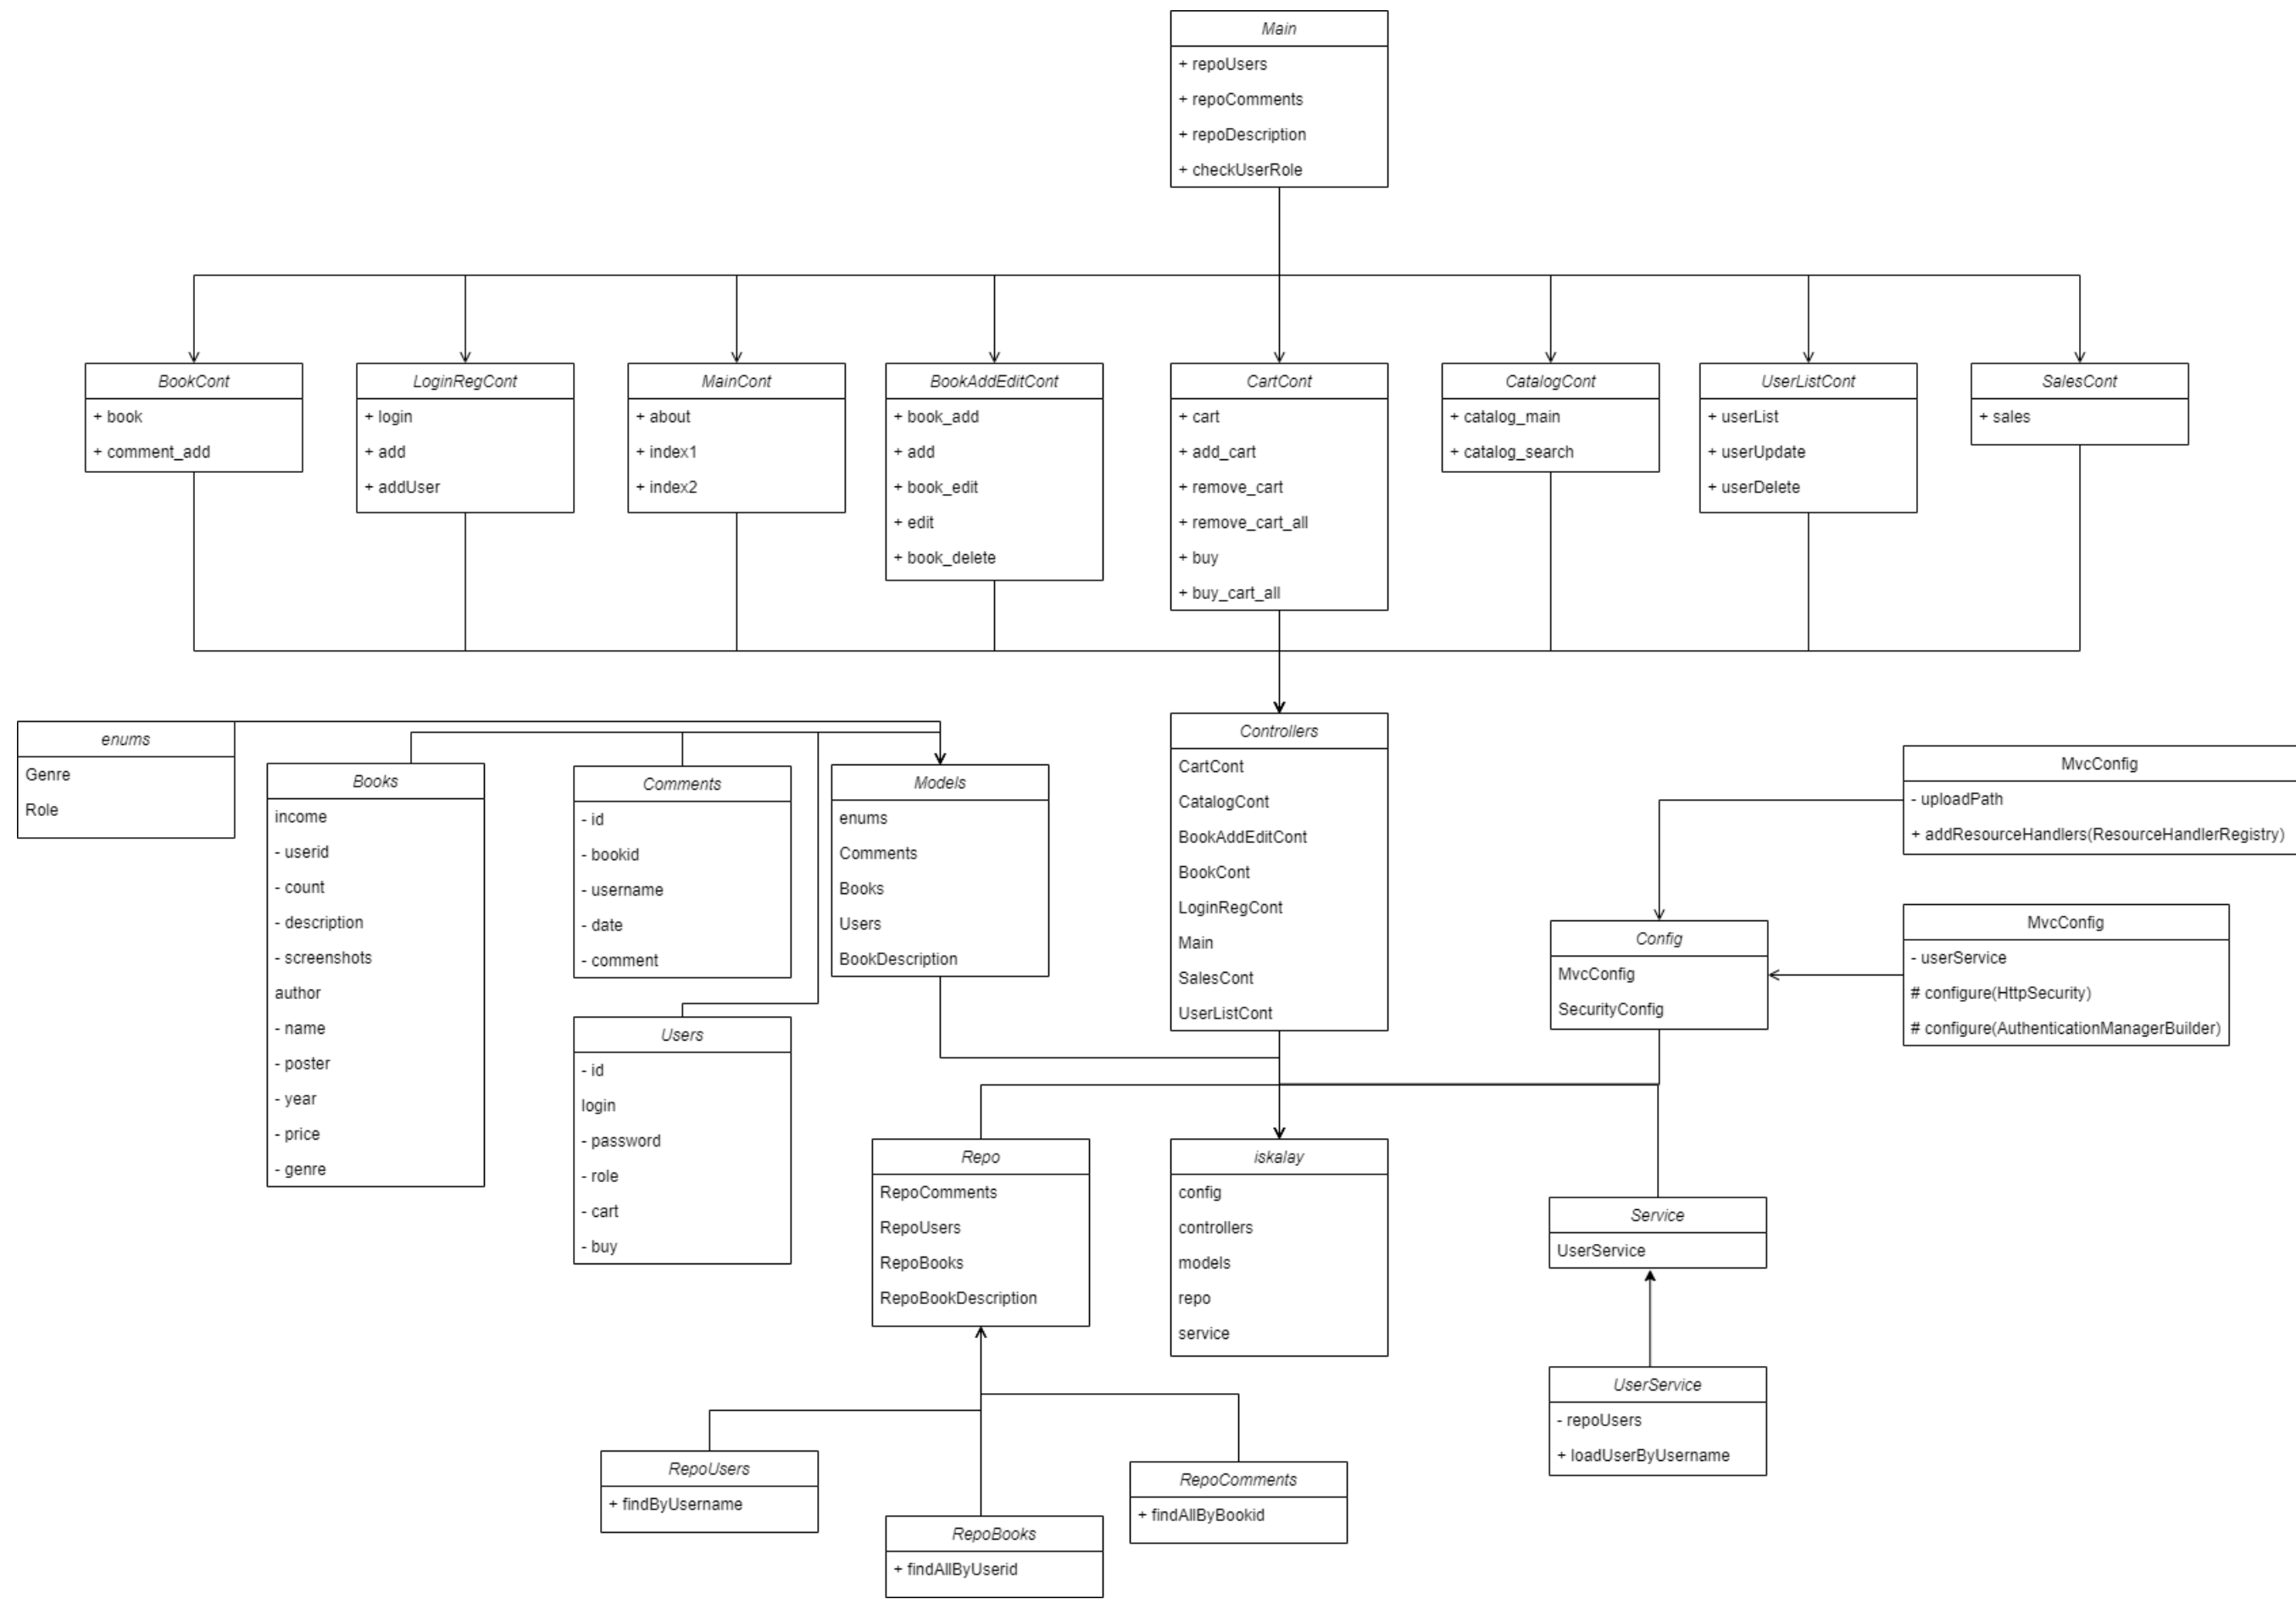 Main
+ repoUsers
+ repoComments
+ repoDescription
+ checkUserRole
BookCont
+ book
+ comment_add
LoginRegCont
+ login
+ add
+ addUser
MainCont
+ about
+ index1
+ index2
BookAddEditCont
+ book_add
+ add
+ book_edit
+ edit
+ book_delete
CartCont
+ cart
+ add_cart
+ remove_cart
+ remove_cart_all
+ buy
+ buy_cart_all
CatalogCont
+ catalog_main
+ catalog_search
UserListCont
+ userList
+ userUpdate
+ userDelete
SalesCont
+ sales
enums
Genre
Role
Books
income
- userid
- count
- description
- screenshots
author
- name
- poster
- year
- price
- genre
Comments
- id
- bookid
- username
- date
- comment
Users
- id
login
- password
- role
- cart
- buy
Models
enums
Comments
Books
Users
BookDescription
Controllers
CartCont
CatalogCont
BookAddEditCont
BookCont
LoginRegCont
Main
SalesCont
UserListCont
MvcConfig
- uploadPath
+ addResourceHandlers(ResourceHandlerRegistry)
Config
MvcConfig
SecurityConfig
MvcConfig
- userService
# configure(HttpSecurity)
# configure(AuthenticationManagerBuilder)
Repo
RepoComments
RepoUsers
RepoBooks
RepoBookDescription
iskalay
config
controllers
models
repo
service
Service
UserService
UserService
- repoUsers
+ loadUserByUsername
RepoUsers
+ findByUsername
RepoBooks
+ findAllByUserid
RepoComments
+ findAllByBookid